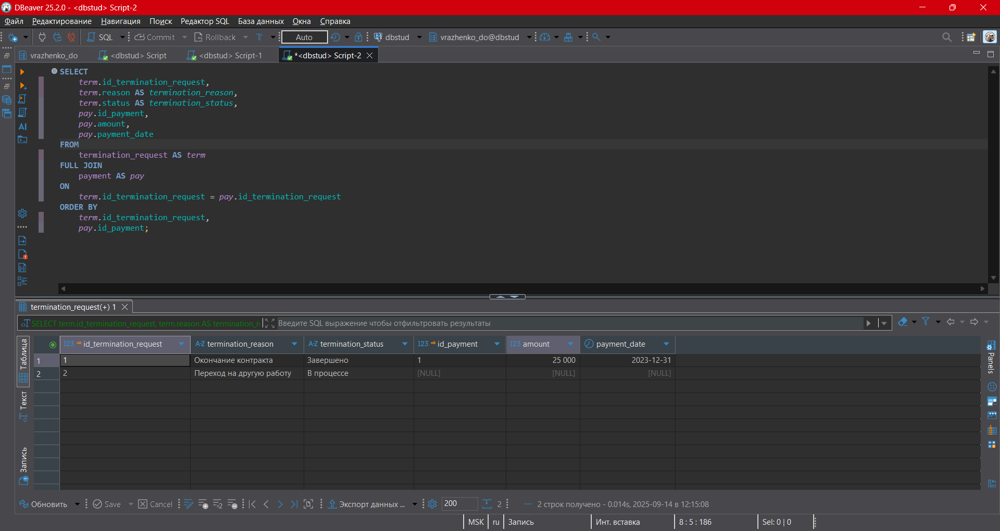 DBeaver 25.2.0 - <dbstud> Script-2
Файл Редактирование Навигация Поиск Редактор SQL База данных Окна Справка
SQL Commit Rollback T Auto dbstud vrazhenko_do@dbstud
vrazhenko_do <dbstud> Script <dbstud> Script-1 *<dbstud> Script-2
SELECT
term.id_termination_request,
term.reason AS termination_reason,
term.status AS termination_status,
pay.id_payment,
pay.amount,
pay.payment_date
FROM
termination_request AS term
FULL JOIN
payment AS pay
ON
term.id_termination_request = pay.id_termination_request
ORDER BY
term.id_termination_request,
pay.id_payment;
AI
termination_request(+) 1
SELECT term.id_termination_request, term.reason AS termination_r Введите SQL выражение чтобы отфильтровать результаты
123 id_termination_request A-Z termination_reason A-Z termination_status 123 id_payment 123 amount payment_date
1 1 Окончание контракта Завершено 1 25 000 2023-12-31
2 2 Переход на другую работу В процессе [NULL] [NULL] [NULL]
Таблица
Текст
Запись
Panels
Обновить Save Cancel Экспорт данных ... 200 2 2 строк получено - 0.014s, 2025-09-14 в 12:15:08
MSK ru Запись Инт. вставка 8 : 5 : 186 Sel: 0 | 0